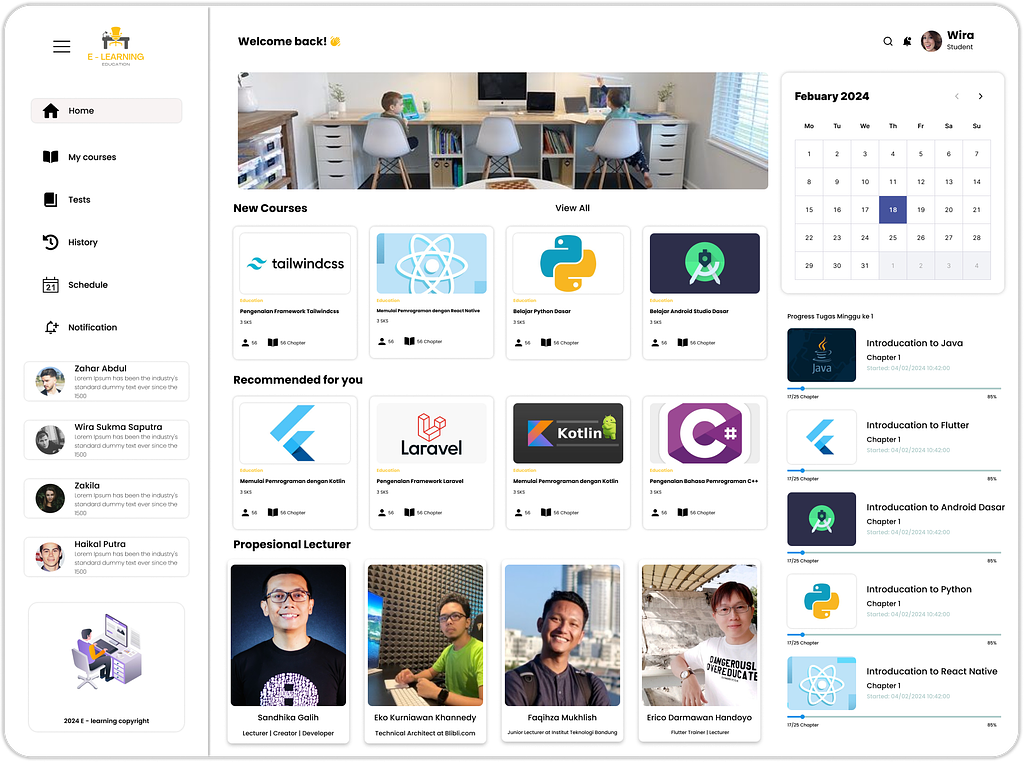 E - LEARNING
EDUCATION
Home
My courses
Tests
History
21
Schedule
Notification
Zahar Abdul
Lorem Ipsum has been the industry's
standard dummy text ever since the
1500
Wira Sukma Saputra
Lorem Ipsum has been the industry's
standard dummy text ever since the
1500
Zakila
Lorem Ipsum has been the industry's
standard dummy text ever since the
1500
Haikal Putra
Lorem Ipsum has been the industry's
standard dummy text ever since the
1500
2024 E - learning copyright
Welcome back! 👏
Wira
Student
New Courses
View All
tailwindcss
Education
Pengenalan Framework Tailwindcss
3 SKS
56
56 Chapter
Education
Memulai Pemrograman dengan React Native
3 SKS
56
56 Chapter
Education
Belajar Python Dasar
3 SKS
56
56 Chapter
Education
Belajar Android Studio Dasar
3 SKS
56
56 Chapter
Recommended for you
Education
Memulai Pemrograman dengan Kotlin
3 SKS
56
56 Chapter
Laravel
Education
Pengenalan Framework Laravel
3 SKS
56
56 Chapter
Kotlin
Education
Memulai Pemrograman dengan Kotlin
3 SKS
56
56 Chapter
C#
Education
Pengenalan Bahasa Pemrograman C++
3 SKS
56
56 Chapter
Propesional Lecturer
Sandhika Galih
Lecturer | Creator | Developer
Eko Kurniawan Khannedy
Technical Architect at Blibli.com
Faqihza Mukhlish
Junior Lecturer at Institut Teknologi Bandung
DANGEROUSLY
OVEREDUCATE
Erico Darmawan Handoyo
Flutter Trainer | Lecturer
Febuary 2024
Mo Tu We Th Fr Sa Su
1 2 3 4 5 6 7
8 9 10 11 12 13 14
15 16 17 18 19 20 21
22 23 24 25 26 27 28
29 30 31 1 2 3 4
Progress Tugas Minggu ke 1
Java
Introducation to Java
Chapter 1
Started: 04/02/2024 10:42:00
17/25 Chapter
85%
Introducation to Flutter
Chapter 1
Started: 04/02/2024 10:42:00
17/25 Chapter
85%
Introducation to Android Dasar
Chapter 1
Started: 04/02/2024 10:42:00
17/25 Chapter
85%
Introducation to Python
Chapter 1
Started: 04/02/2024 10:42:00
17/25 Chapter
85%
Introducation to React Native
Chapter 1
Started: 04/02/2024 10:42:00
17/25 Chapter
85%